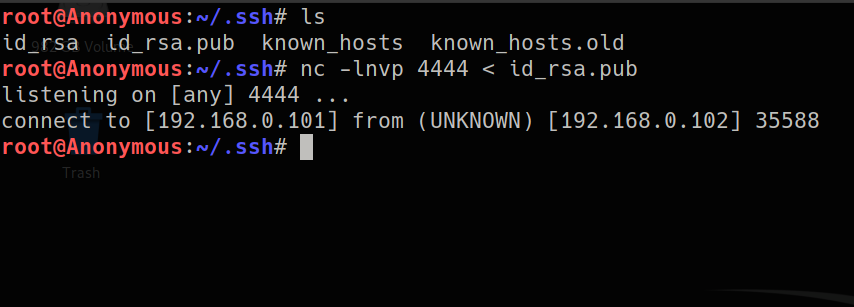 root@Anonymous:~/.ssh# ls
id_rsa  id_rsa.pub  known_hosts  known_hosts.old
root@Anonymous:~/.ssh# nc -lnvp 4444 < id_rsa.pub
listening on [any] 4444 ...
connect to [192.168.0.101] from (UNKNOWN) [192.168.0.102] 35588
root@Anonymous:~/.ssh#
Trash